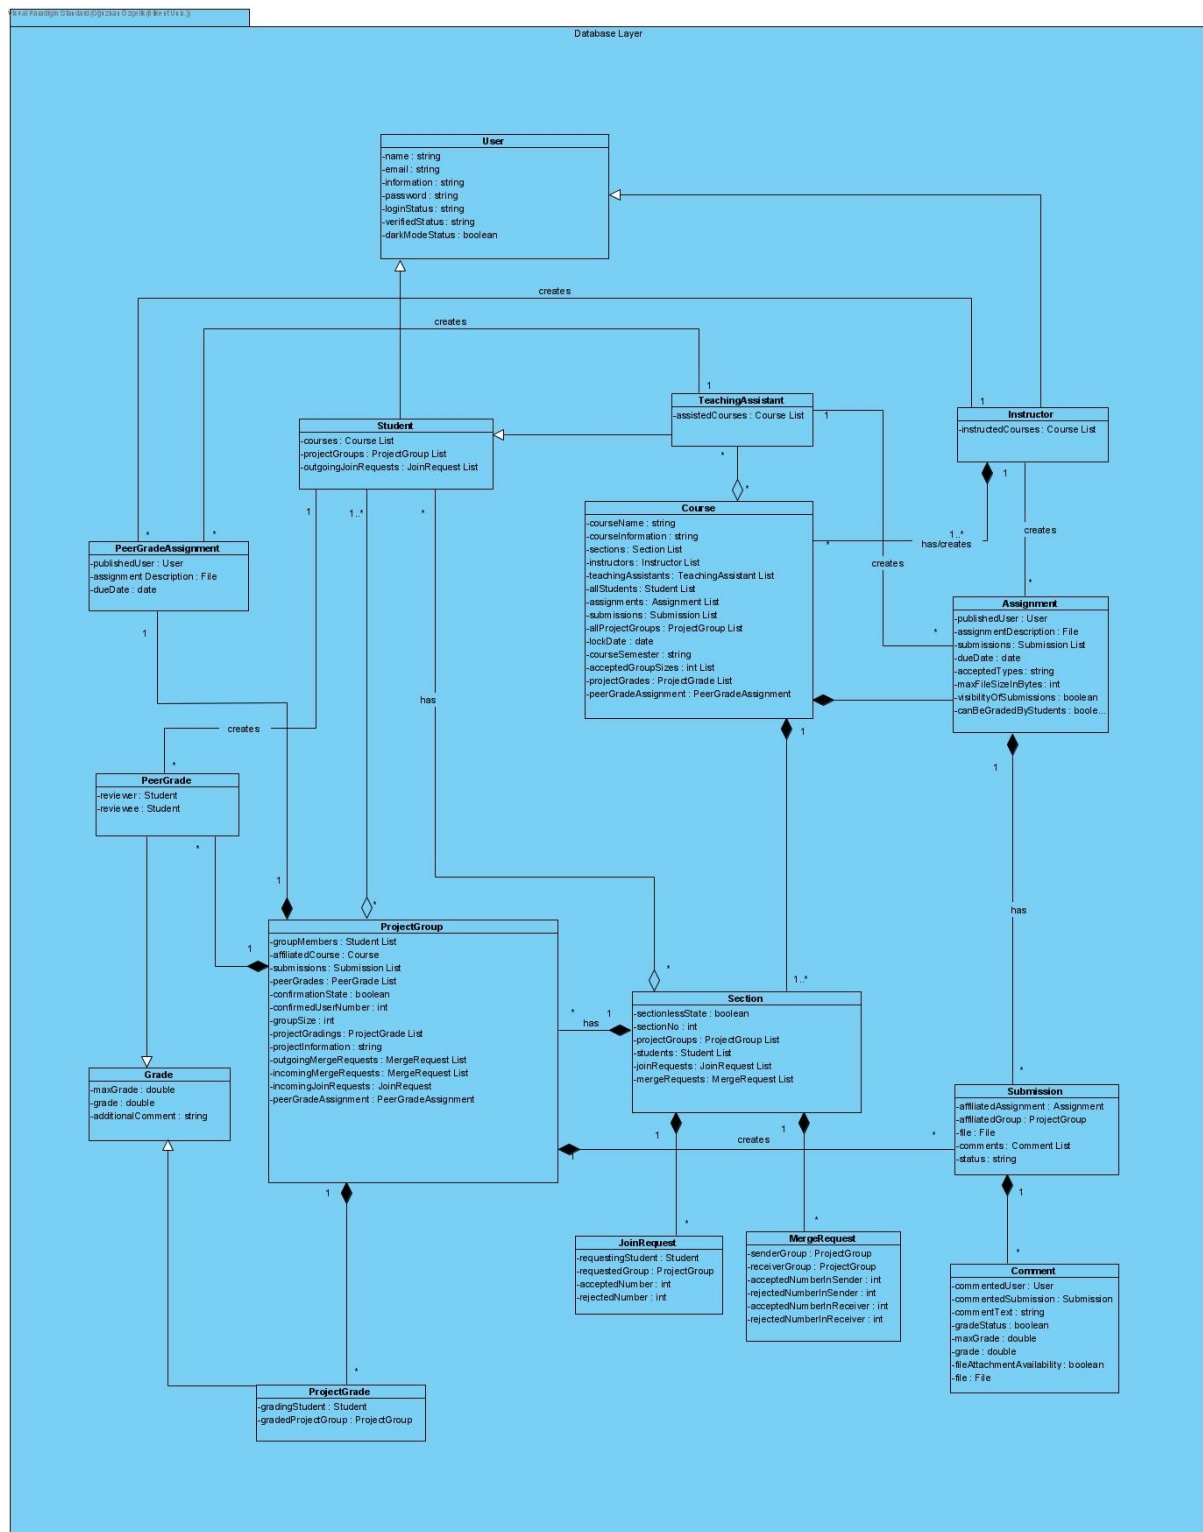 Visual Paradigm Standard
Database Layer
User
-name : string
-email : string
-information : string
-password : string
-loginStatus : string
-verifiedStatus : string
-darkModeStatus : boolean
creates
creates
1
1
1
TeachingAssistant
-assistedCourses : Course List
Instructor
-instructedCourses : Course List
Student
-courses : Course List
-projectGroups : ProjectGroup List
-outgoingJoinRequests : JoinRequest List
*
*
1
1
1..*
*
Course
-courseName : string
-courseInformation : string
-sections : Section List
-instructors : Instructor List
-teachingAssistants : TeachingAssistant List
-allStudents : Student List
-assignments : Assignment List
-submissions : Submission List
-allProjectGroups : ProjectGroup List
-lockDate : date
-courseSemester : string
-acceptedGroupSizes : int List
-projectGrades : ProjectGrade List
-peerGradeAssignment : PeerGradeAssignment
1..*
*
has/creates
creates
creates
*
*
*
*
PeerGradeAssignment
-publishedUser : User
-assignment Description : File
-dueDate : date
1
Assignment
-publishedUser : User
-assignmentDescription : File
-submissions : Submission List
-dueDate : date
-acceptedTypes : string
-maxFileSizeInBytes : int
-visibilityOfSubmissions : boolean
-canBeGradedByStudents : boole...
has
creates
*
1
1
PeerGrade
-reviewer : Student
-reviewee : Student
*
1
*
has
ProjectGroup
-groupMembers : Student List
-affiliatedCourse : Course
-submissions : Submission List
-peerGrades : PeerGrade List
-confirmationState : boolean
-confirmedUserNumber : int
-groupSize : int
-projectGradings : ProjectGrade List
-projectInformation : string
-outgoingMergeRequests : MergeRequest List
-incomingMergeRequests : MergeRequest List
-incomingJoinRequests : JoinRequest
-peerGradeAssignment : PeerGradeAssignment
1
*
1..*
*
1
has
Section
-sectionlessState : boolean
-sectionNo : int
-projectGroups : ProjectGroup List
-students : Student List
-joinRequests : JoinRequest List
-mergeRequests : MergeRequest List
Grade
-maxGrade : double
-grade : double
-additionalComment : string
*
Submission
-affiliatedAssignment : Assignment
-affiliatedGroup : ProjectGroup
-file : File
-comments : Comment List
-status : string
1
1
creates
*
1
1
1
*
*
*
JoinRequest
-requestingStudent : Student
-requestedGroup : ProjectGroup
-acceptedNumber : int
-rejectedNumber : int
MergeRequest
-senderGroup : ProjectGroup
-receiverGroup : ProjectGroup
-acceptedNumberInSender : int
-rejectedNumberInSender : int
-acceptedNumberInReceiver : int
-rejectedNumberInReceiver : int
Comment
-commentedUser : User
-commentedSubmission : Submission
-commentText : string
-gradeStatus : boolean
-maxGrade : double
-grade : double
-fileAttachmentAvailability : boolean
-file : File
*
ProjectGrade
-gradingStudent : Student
-gradedProjectGroup : ProjectGroup